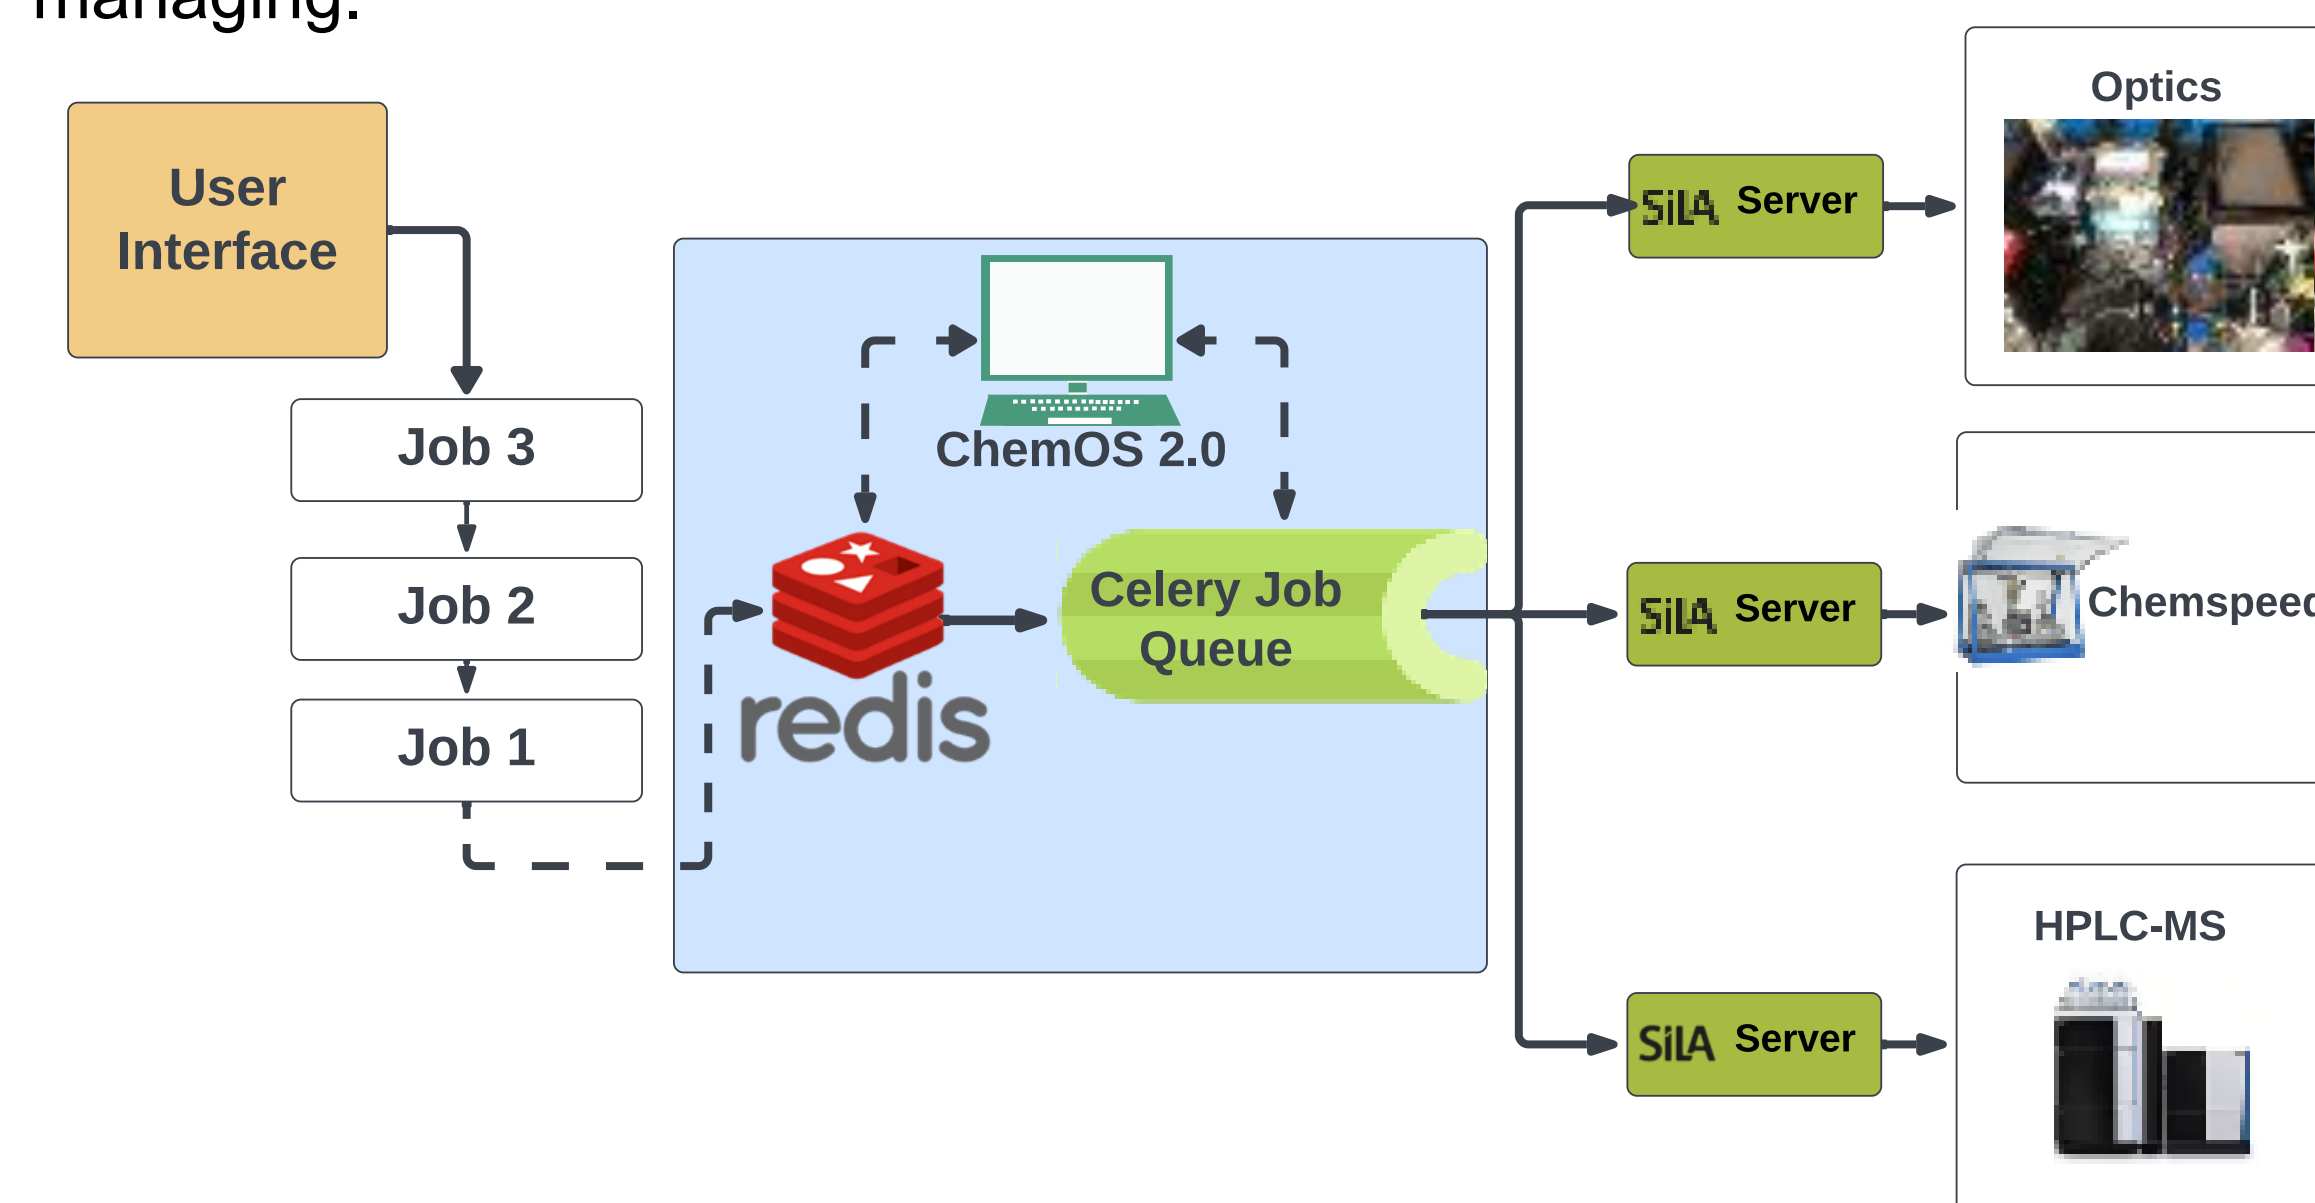 managing.
User
Interface
Job 3
Job 2
Job 1
ChemOS 2.0
redis
Celery Job
Queue
SiLA Server
SiLA Server
SiLA Server
Optics
Chemspeed
HPLC-MS